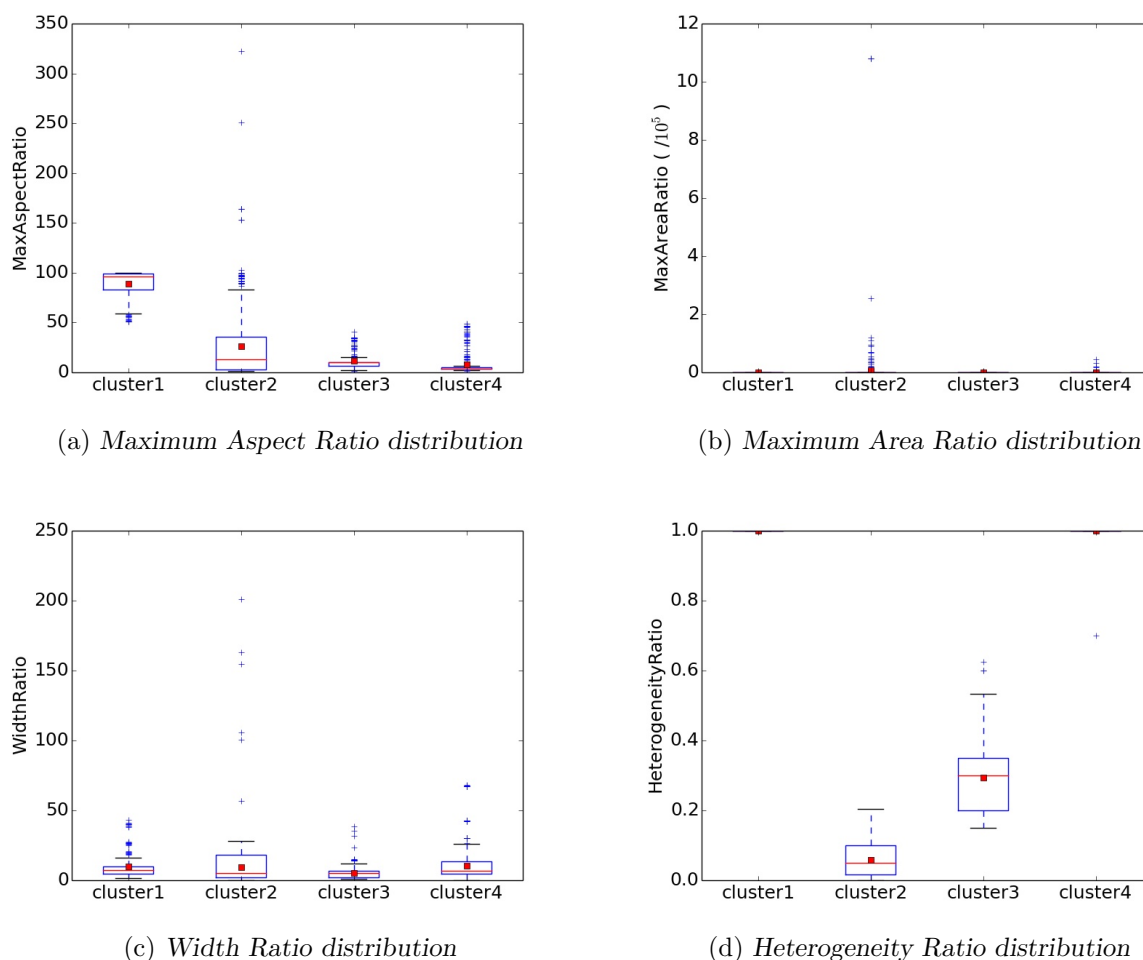 350
300
250
200
150
100
50
0
MaxAspectRatio
cluster1 cluster2 cluster3 cluster4
(a) Maximum Aspect Ratio distribution
12
10
8
6
4
2
0
MaxAreaRatio ( /10^5 )
cluster1 cluster2 cluster3 cluster4
(b) Maximum Area Ratio distribution
250
200
150
100
50
0
WidthRatio
cluster1 cluster2 cluster3 cluster4
(c) Width Ratio distribution
1.0
0.8
0.6
0.4
0.2
0.0
HeterogeneityRatio
cluster1 cluster2 cluster3 cluster4
(d) Heterogeneity Ratio distribution